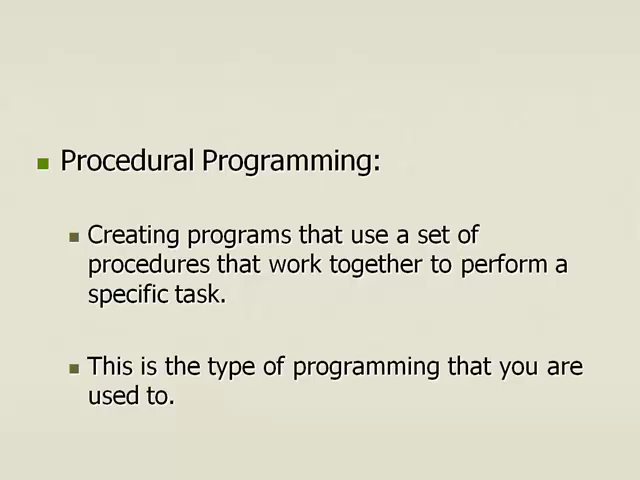 Procedural Programming:
Creating programs that use a set of
procedures that work together to perform a
specific task.
This is the type of programming that you are
used to.